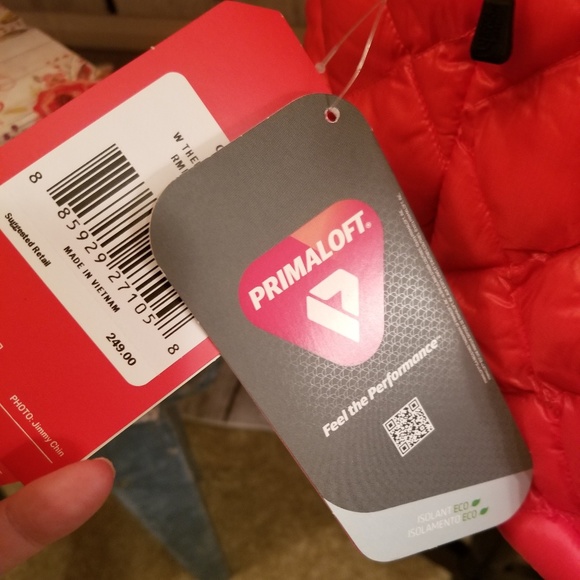 W THE
RM
8 85929 27105 8
Suggested Retail
MADE IN VIETNAM
249.00
PHOTO: Jimmy Chin
PRIMALOFT®
Feel the Performance™
ISOLANT ECO
ISOLAMENTO ECO